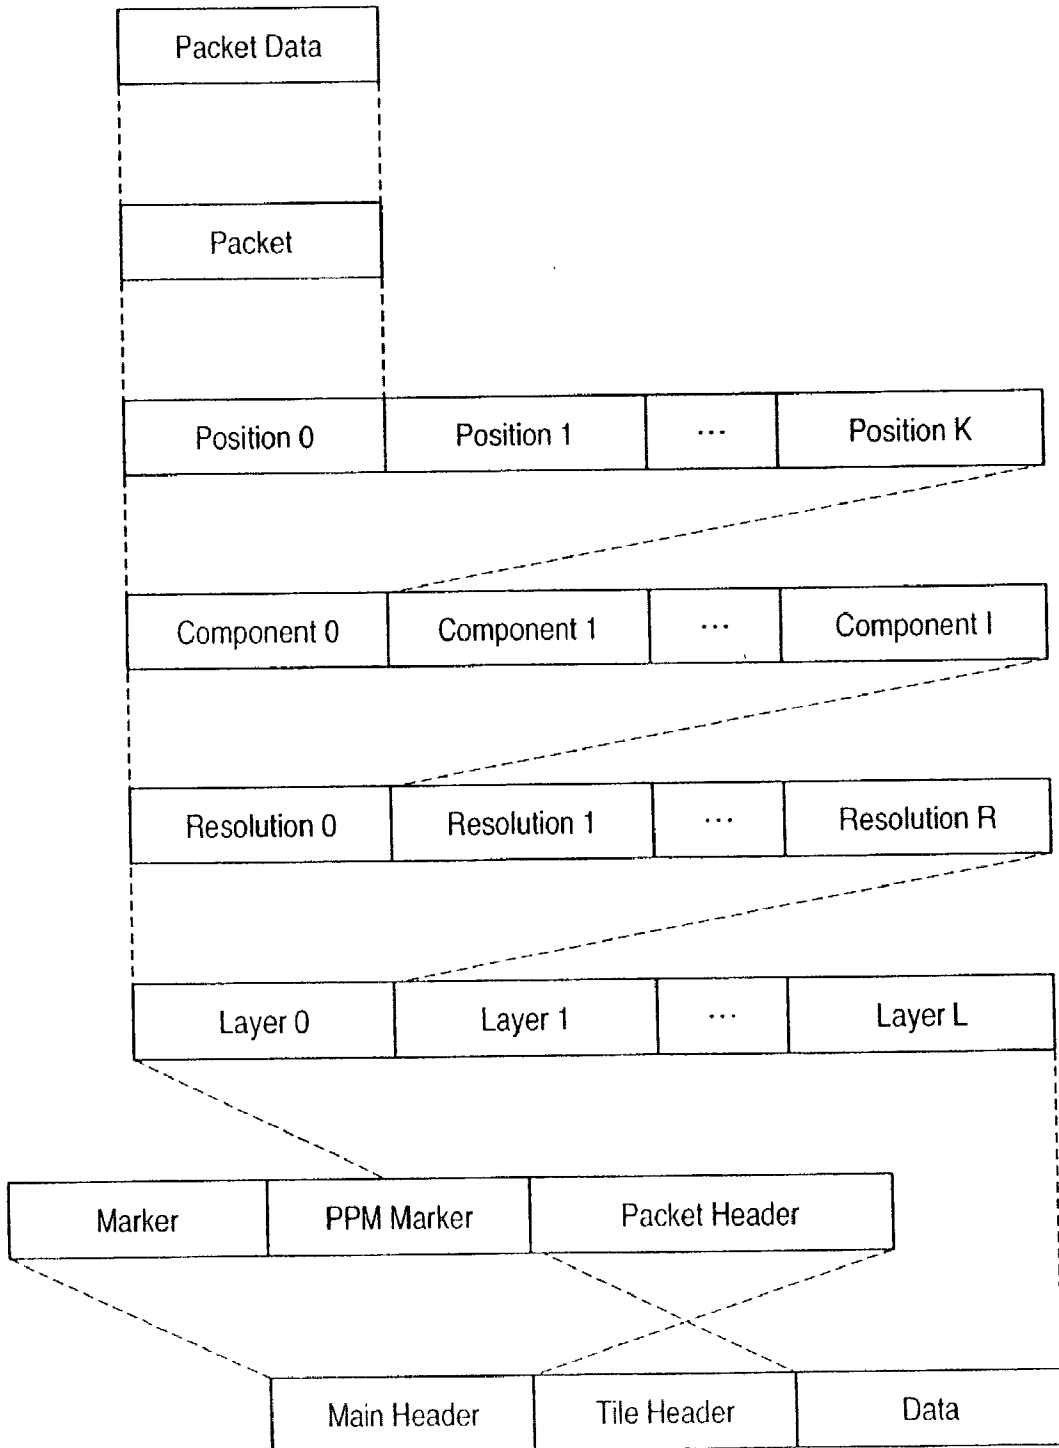 Packet Data
Packet
Position 0 Position 1 ... Position K
Component 0 Component 1 ... Component I
Resolution 0 Resolution 1 ... Resolution R
Layer 0 Layer 1 ... Layer L
Marker PPM Marker Packet Header
Main Header Tile Header Data